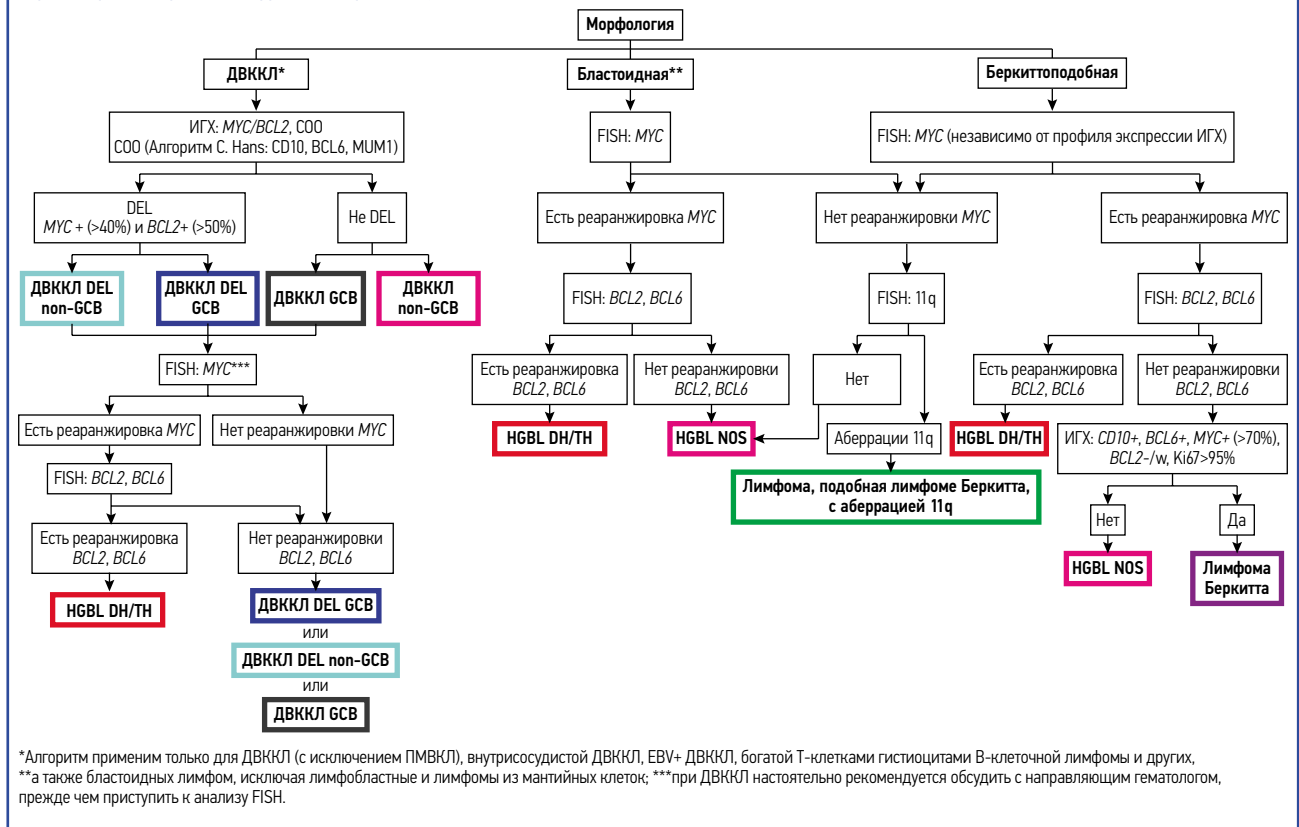 Морфология
ДВККЛ*
Бластоидная**
Беркиттоподобная
ИГХ: MYC/BCL2, COO
COO (Алгоритм C. Hans: CD10, BCL6, MUM1)
FISH: MYC
FISH: MYC (независимо от профиля экспрессии ИГХ)
DEL
MYC + (>40%) и BCL2+ (>50%)
Не DEL
Есть реаранжировка MYC
Нет реаранжировки MYC
Есть реаранжировка MYC
ДВККЛ DEL
non-GCB
ДВККЛ DEL
GCB
ДВККЛ GCB
ДВККЛ
non-GCB
FISH: BCL2, BCL6
FISH: 11q
FISH: BCL2, BCL6
FISH: MYC***
Есть реаранжировка
BCL2, BCL6
Нет реаранжировки
BCL2, BCL6
Нет
Есть реаранжировка
BCL2, BCL6
Нет реаранжировки
BCL2, BCL6
Есть реаранжировка MYC
Нет реаранжировки MYC
HGBL DH/TH
HGBL NOS
Аберрации 11q
HGBL DH/TH
ИГХ: CD10+, BCL6+, MYC+ (>70%),
BCL2-/w, Ki67>95%
FISH: BCL2, BCL6
Лимфома, подобная лимфоме Беркитта,
с аберрацией 11q
Нет
Да
Есть реаранжировка
BCL2, BCL6
Нет реаранжировки
BCL2, BCL6
HGBL NOS
Лимфома
Беркитта
HGBL DH/TH
ДВККЛ DEL GCB
или
ДВККЛ DEL non-GCB
или
ДВККЛ GCB
*Алгоритм применим только для ДВККЛ (с исключением ПМВКЛ), внутрисосудистой ДВККЛ, EBV+ ДВККЛ, богатой Т-клетками гистиоцитами В-клеточной лимфомы и других,
**а также бластоидных лимфом, исключая лимфобластные и лимфомы из мантийных клеток; ***при ДВККЛ настоятельно рекомендуется обсудить с направляющим гематологом,
прежде чем приступить к анализу FISH.